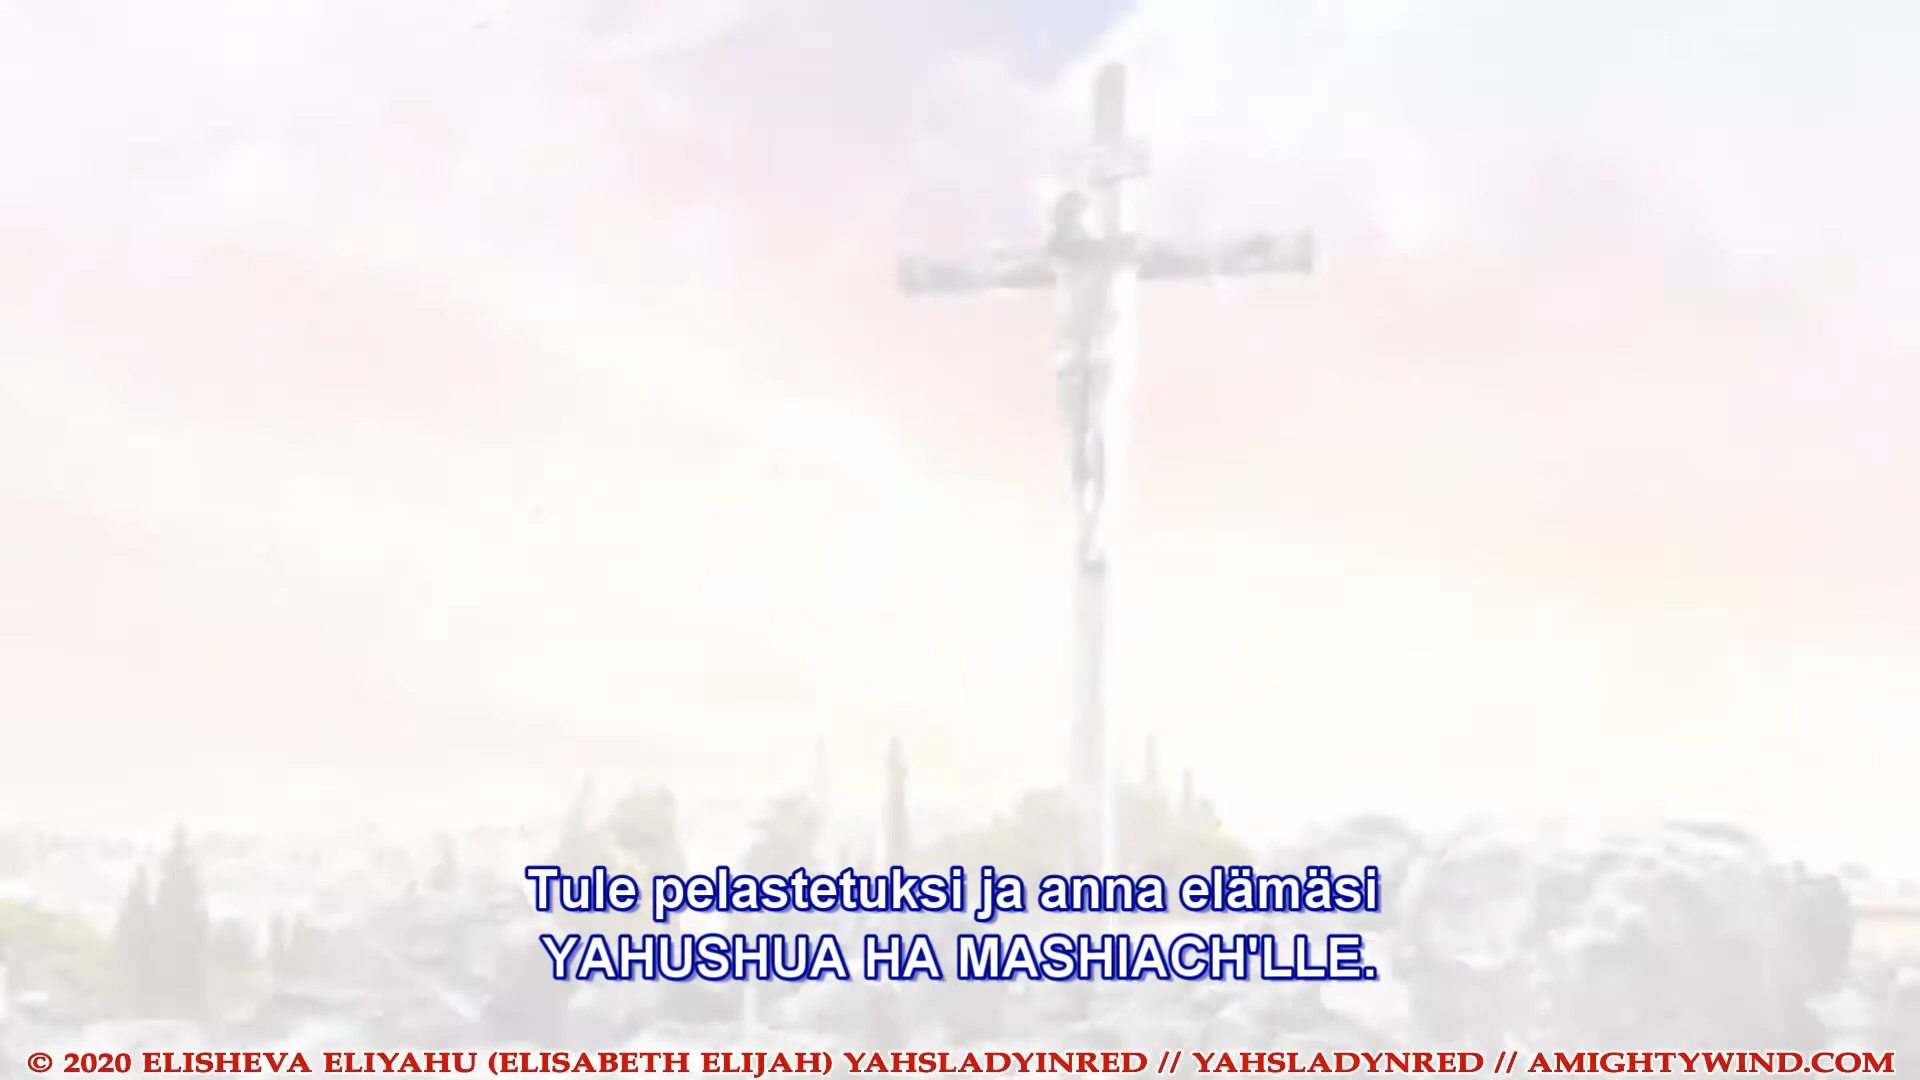 Tule pelastetuksi ja anna elämäsi
YAHUSHUA HA MASHIACH'LLE.
© 2020 ELISHEVA ELIYAHU (ELISABETH ELIJAH) YAHSLADYINRED // YAHSLADYNRED // AMIGHTYWIND.COM